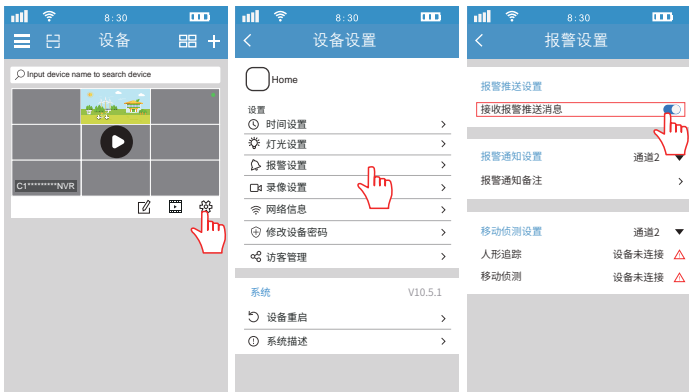 8:30
设备
Input device name to search device
C1*********NVR
8:30
设备设置
Home
设置
时间设置
灯光设置
报警设置
录像设置
网络信息
修改设备密码
访客管理
系统 V10.5.1
设备重启
系统描述
8:30
报警设置
报警推送设置
接收报警推送消息
报警通知设置 通道2
报警通知备注
移动侦测设置 通道2
人形追踪 设备未连接
移动侦测 设备未连接